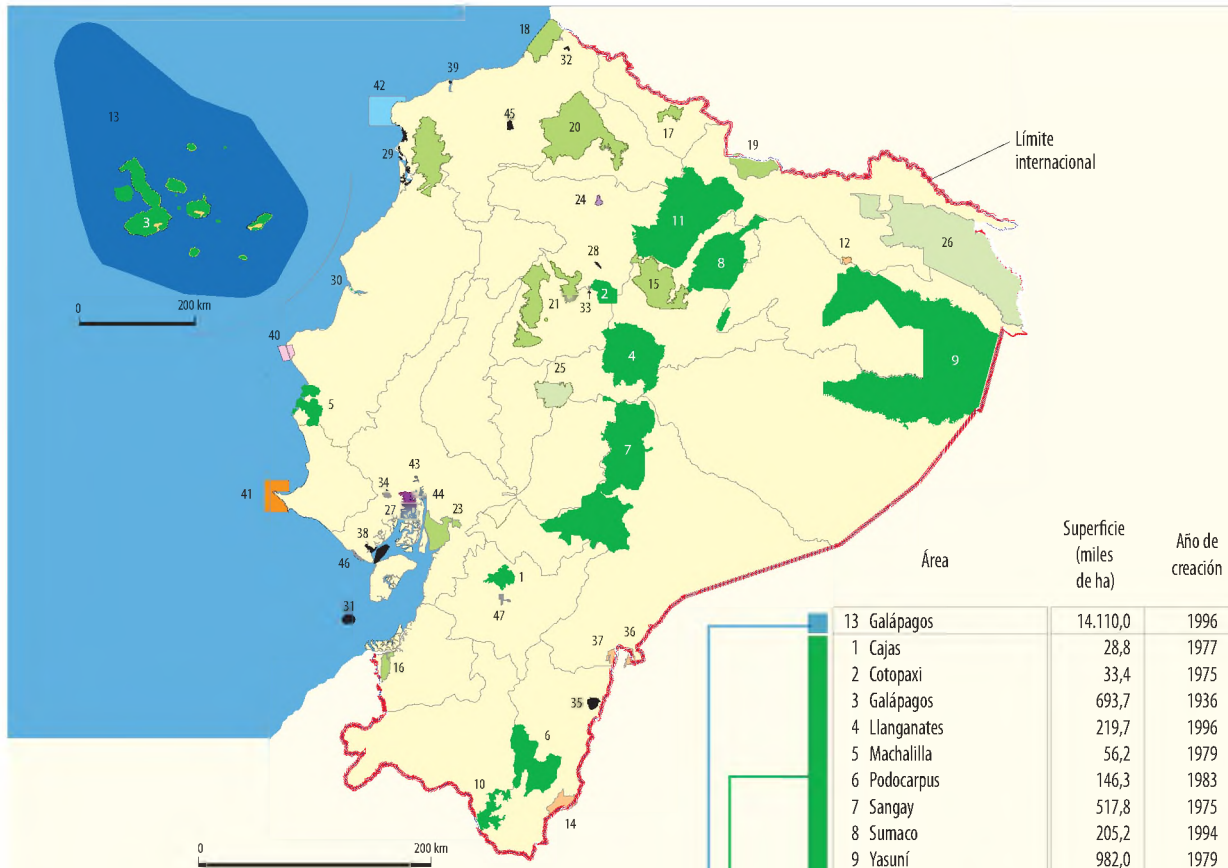 18
32
39
42
13
45
20
17
19
Límite
internacional
29
24
11
3
26
28
12
8
30
15
2
21
33
0
200 km
40
4
9
25
5
7
43
34
44
41
27
23
38
46
1
47
31
37
36
16
35
6
10
14
0
200 km
Área
Superficie
(miles
de ha)
Año de
creación
13 Galápagos 14.110,0 1996
1 Cajas 28,8 1977
2 Cotopaxi 33,4 1975
3 Galápagos 693,7 1936
4 Llanganates 219,7 1996
5 Machalilla 56,2 1979
6 Podocarpus 146,3 1983
7 Sangay 517,8 1975
8 Sumaco 205,2 1994
9 Yasuní 982,0 1979